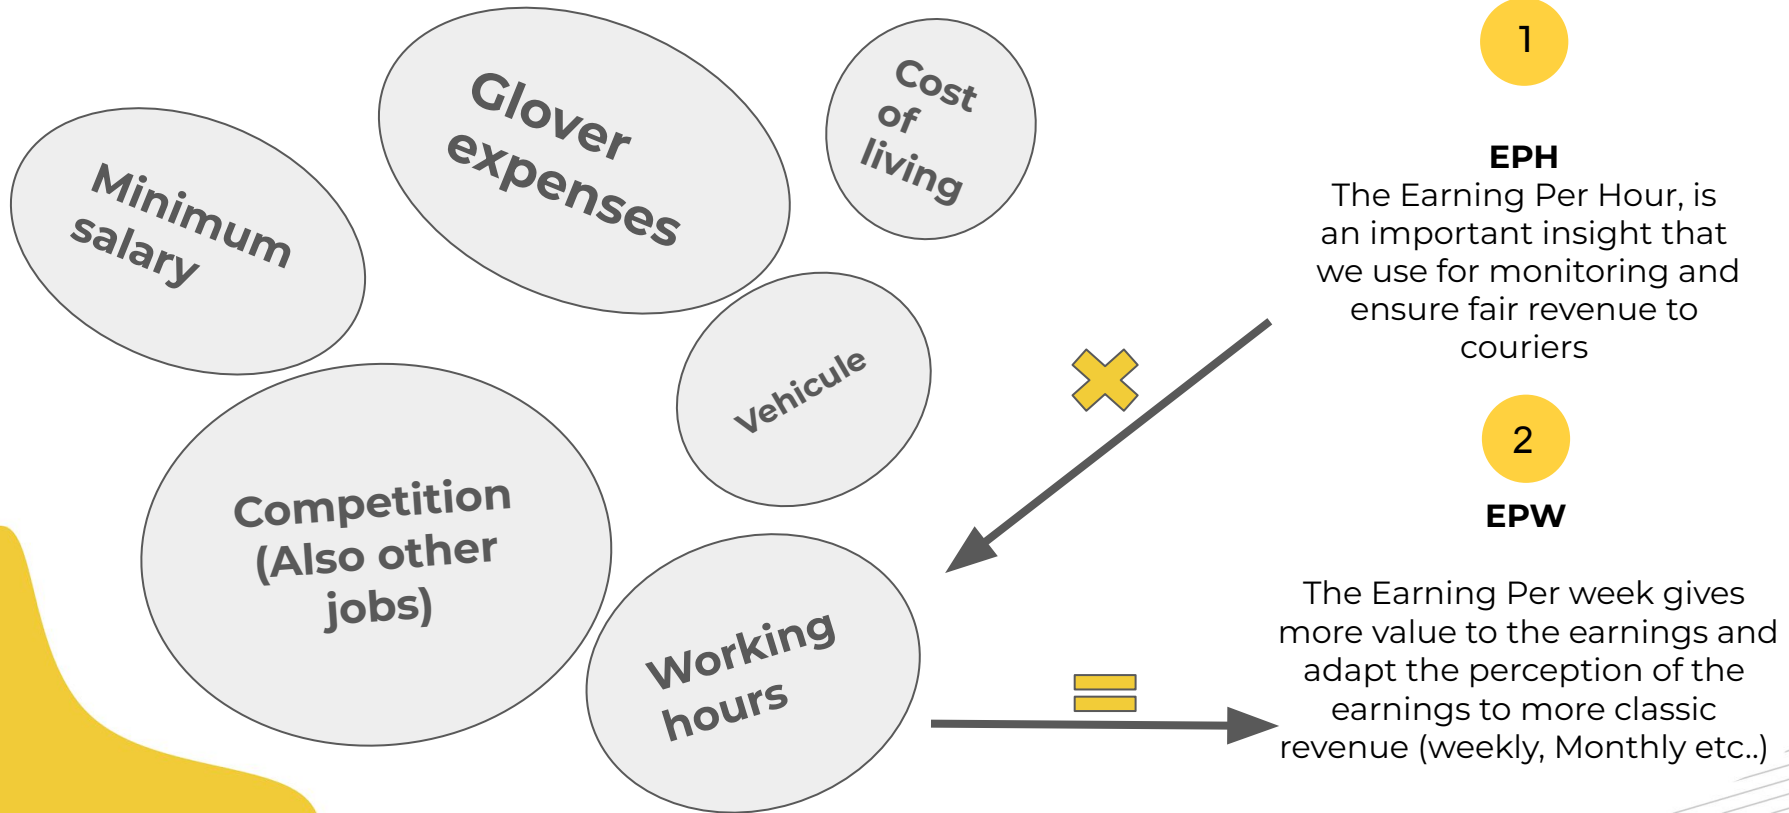 Minimum
salary
Glover
expenses
Cost
of
living
Vehicule
Competition
(Also other
jobs)
Working
hours
1
EPH
The Earning Per Hour, is
an important insight that
we use for monitoring and
ensure fair revenue to
couriers
2
EPW
The Earning Per week gives
more value to the earnings and
adapt the perception of the
earnings to more classic
revenue (weekly, Monthly etc..)